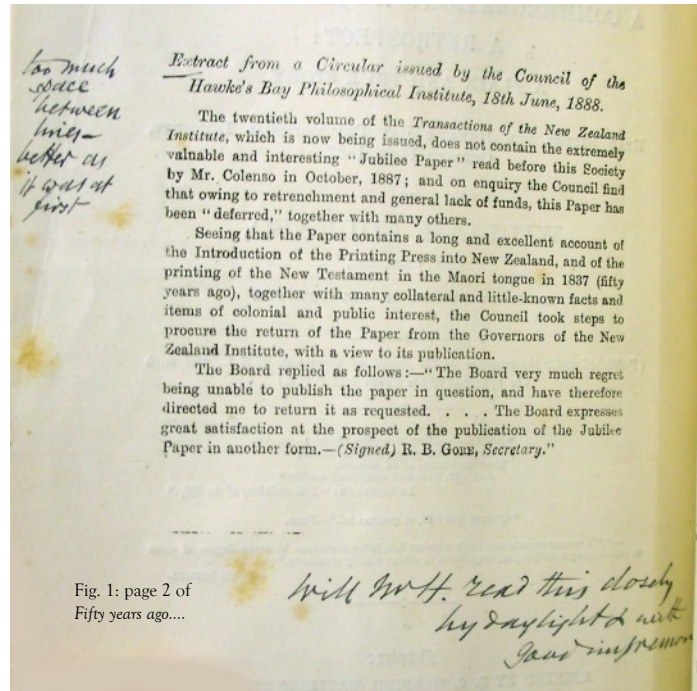 too much
space
between
lines—
better as
it was at
first
Extract from a Circular issued by the Council of the
Hawke's Bay Philosophical Institute, 18th June, 1888.
The twentieth volume of the Transactions of the New Zealand
Institute, which is now being issued, does not contain the extremely
valuable and interesting "Jubilee Paper" read before this Society
by Mr. Colenso in October, 1887; and on enquiry the Council find
that owing to retrenchment and general lack of funds, this Paper has
been "deferred," together with many others.
Seeing that the Paper contains a long and excellent account of
the Introduction of the Printing Press into New Zealand, and of the
printing of the New Testament in the Maori tongue in 1837 (fifty
years ago), together with many collateral and little-known facts and
items of colonial and public interest, the Council took steps to
procure the return of the Paper from the Governors of the New
Zealand Institute, with a view to its publication.
The Board replied as follows:—"The Board very much regret
being unable to publish the paper in question, and have therefore
directed me to return it as requested. . . . The Board expresses
great satisfaction at the prospect of the publication of the Jubilee
Paper in another form.—(Signed) R. B. GORE, Secretary."
Will Mr H. read this closely
by daylight & with
good
Fig. 1: page 2 of
Fifty years ago....